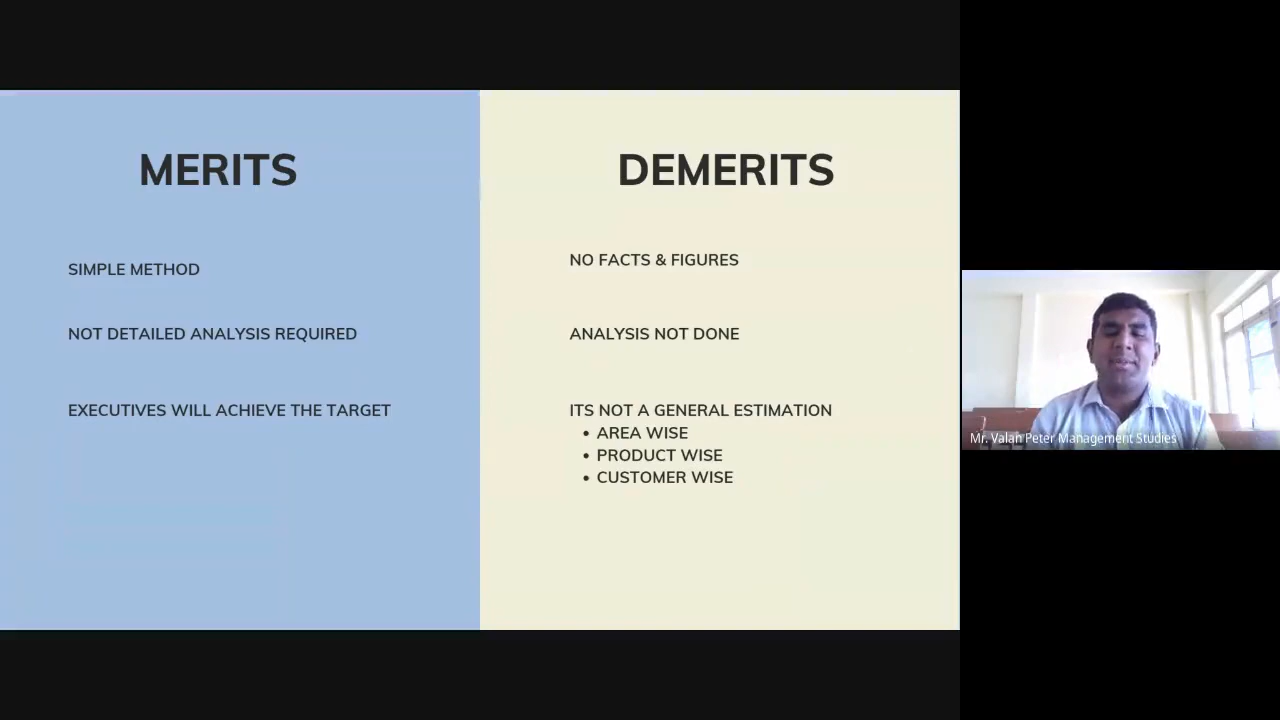 MERITS
SIMPLE METHOD
NOT DETAILED ANALYSIS REQUIRED
EXECUTIVES WILL ACHIEVE THE TARGET
DEMERITS
NO FACTS & FIGURES
ANALYSIS NOT DONE
ITS NOT A GENERAL ESTIMATION
• AREA WISE
• PRODUCT WISE
• CUSTOMER WISE
Mr. Valan Peter Management Studies